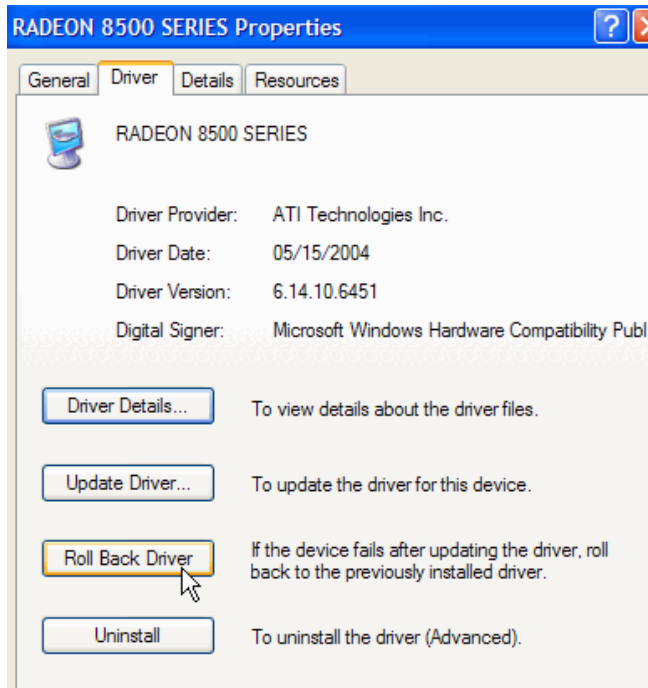 RADEON 8500 SERIES Properties
General Driver Details Resources
RADEON 8500 SERIES
Driver Provider: ATI Technologies Inc.
Driver Date: 05/15/2004
Driver Version: 6.14.10.6451
Digital Signer: Microsoft Windows Hardware Compatibility Publ
Driver Details... To view details about the driver files.
Update Driver... To update the driver for this device.
Roll Back Driver If the device fails after updating the driver, roll
back to the previously installed driver.
Uninstall To uninstall the driver (Advanced).